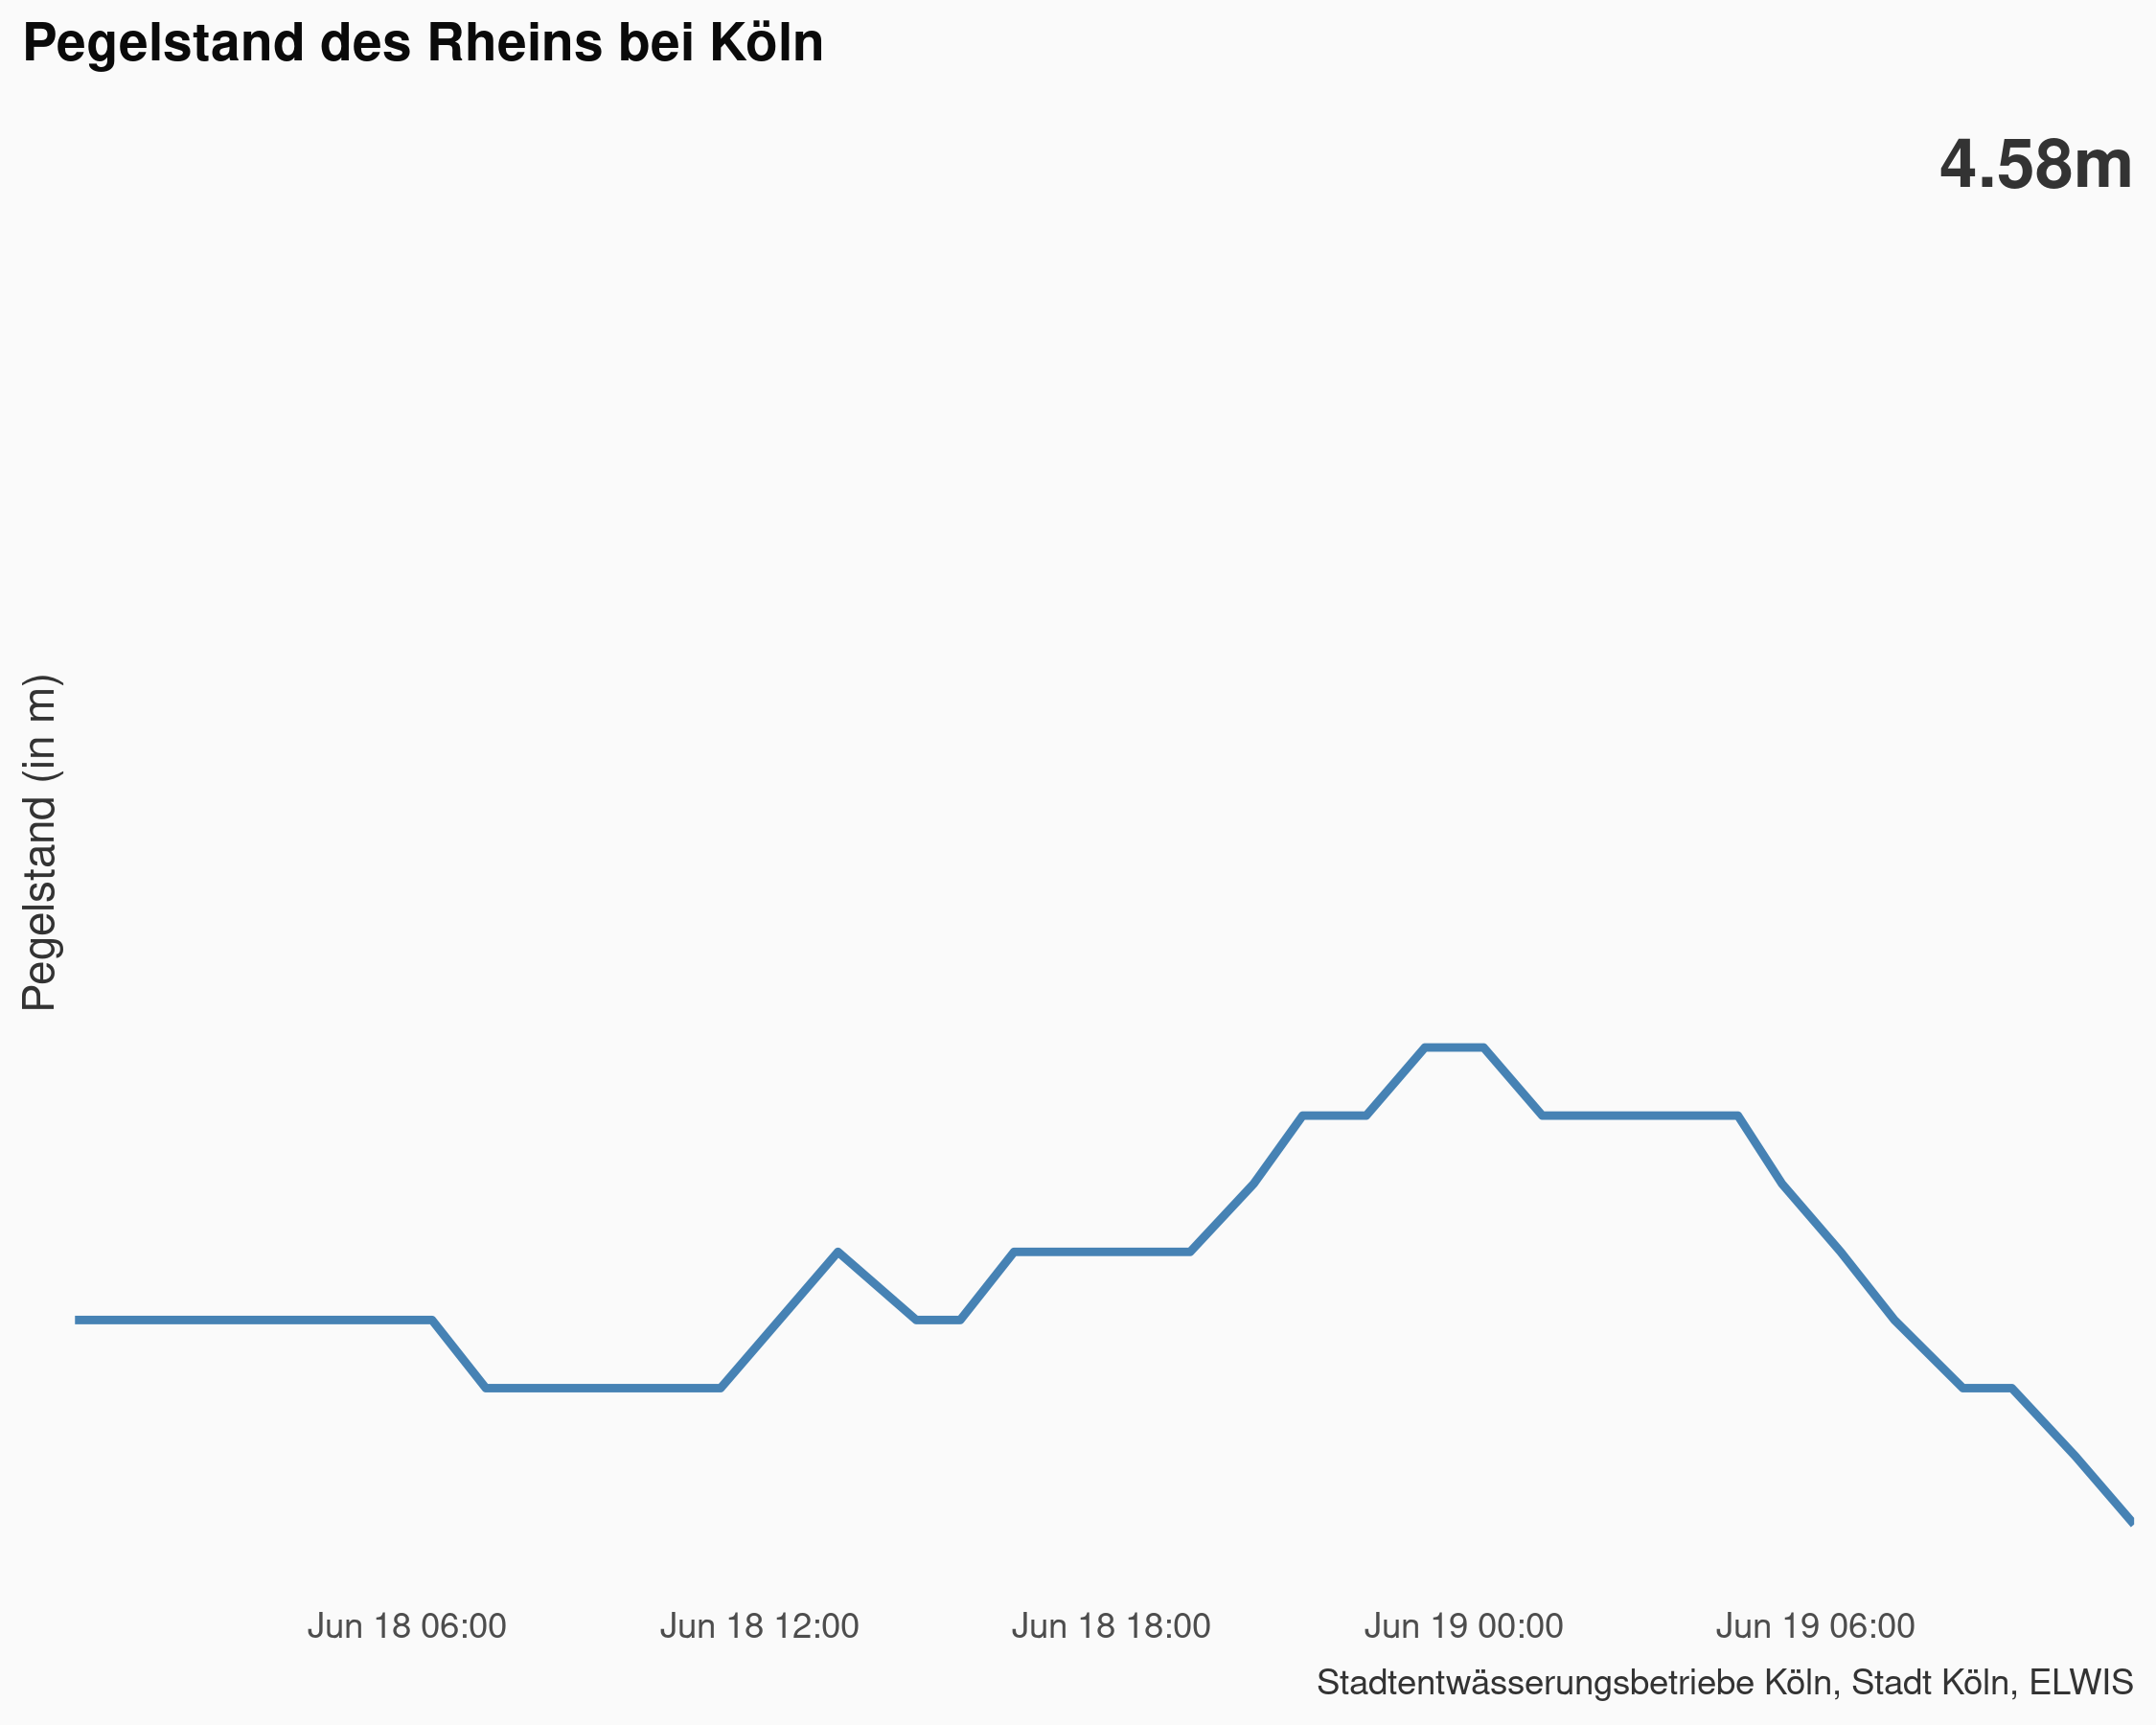 Pegelstand des Rheins bei Köln
4.58m
Pegelstand (in m)
Jun 18 06:00 Jun 18 12:00 Jun 18 18:00 Jun 19 00:00 Jun 19 06:00
Stadtentwässerungsbetriebe Köln, Stadt Köln, ELWIS